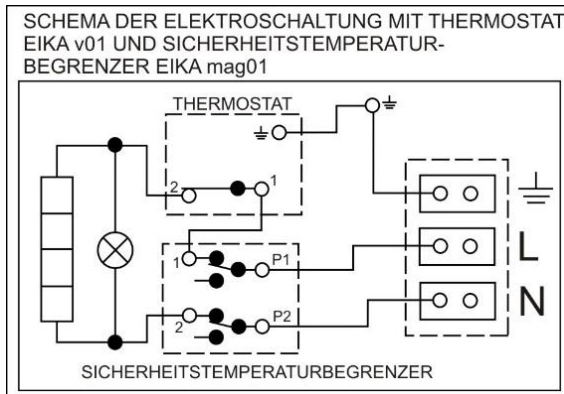 SCHEMA DER ELEKTROSCHALTUNG MIT THERMOSTAT
EIKA v01 UND SICHERHEITSTEMPERATUR-
BEGRENZER EIKA mag01
THERMOSTAT
2
1
1
P1
L
2
P2
N
SICHERHEITSTEMPERATURBEGRENZER